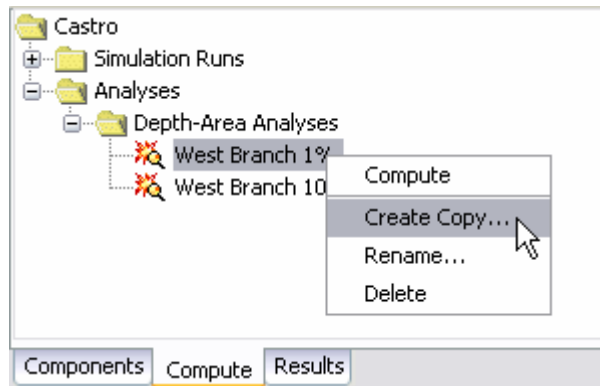 Castro
Simulation Runs
Analyses
Depth-Area Analyses
West Branch 1%
West Branch 10
Compute
Create Copy...
Rename...
Delete
Components Compute Results